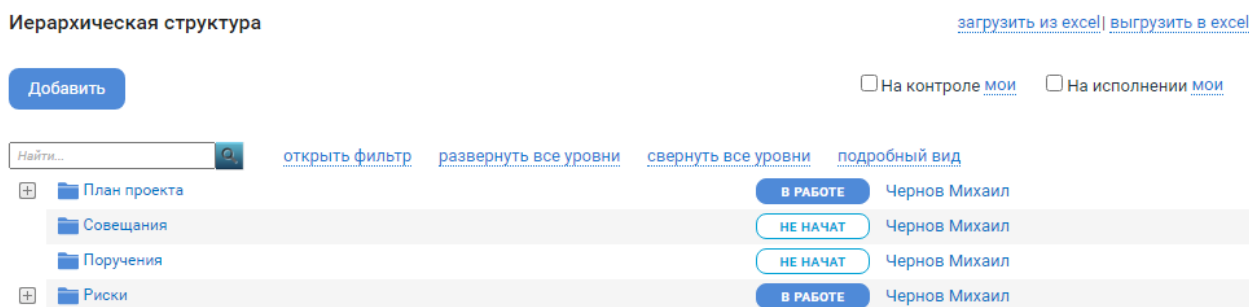 Иерархическая структура
загрузить из excel| выгрузить в excel
Добавить
На контроле мои
На исполнении мои
Найти...
открыть фильтр
развернуть все уровни
свернуть все уровни
подробный вид
План проекта
В РАБОТЕ
Чернов Михаил
Совещания
НЕ НАЧАТ
Чернов Михаил
Поручения
НЕ НАЧАТ
Чернов Михаил
Риски
В РАБОТЕ
Чернов Михаил